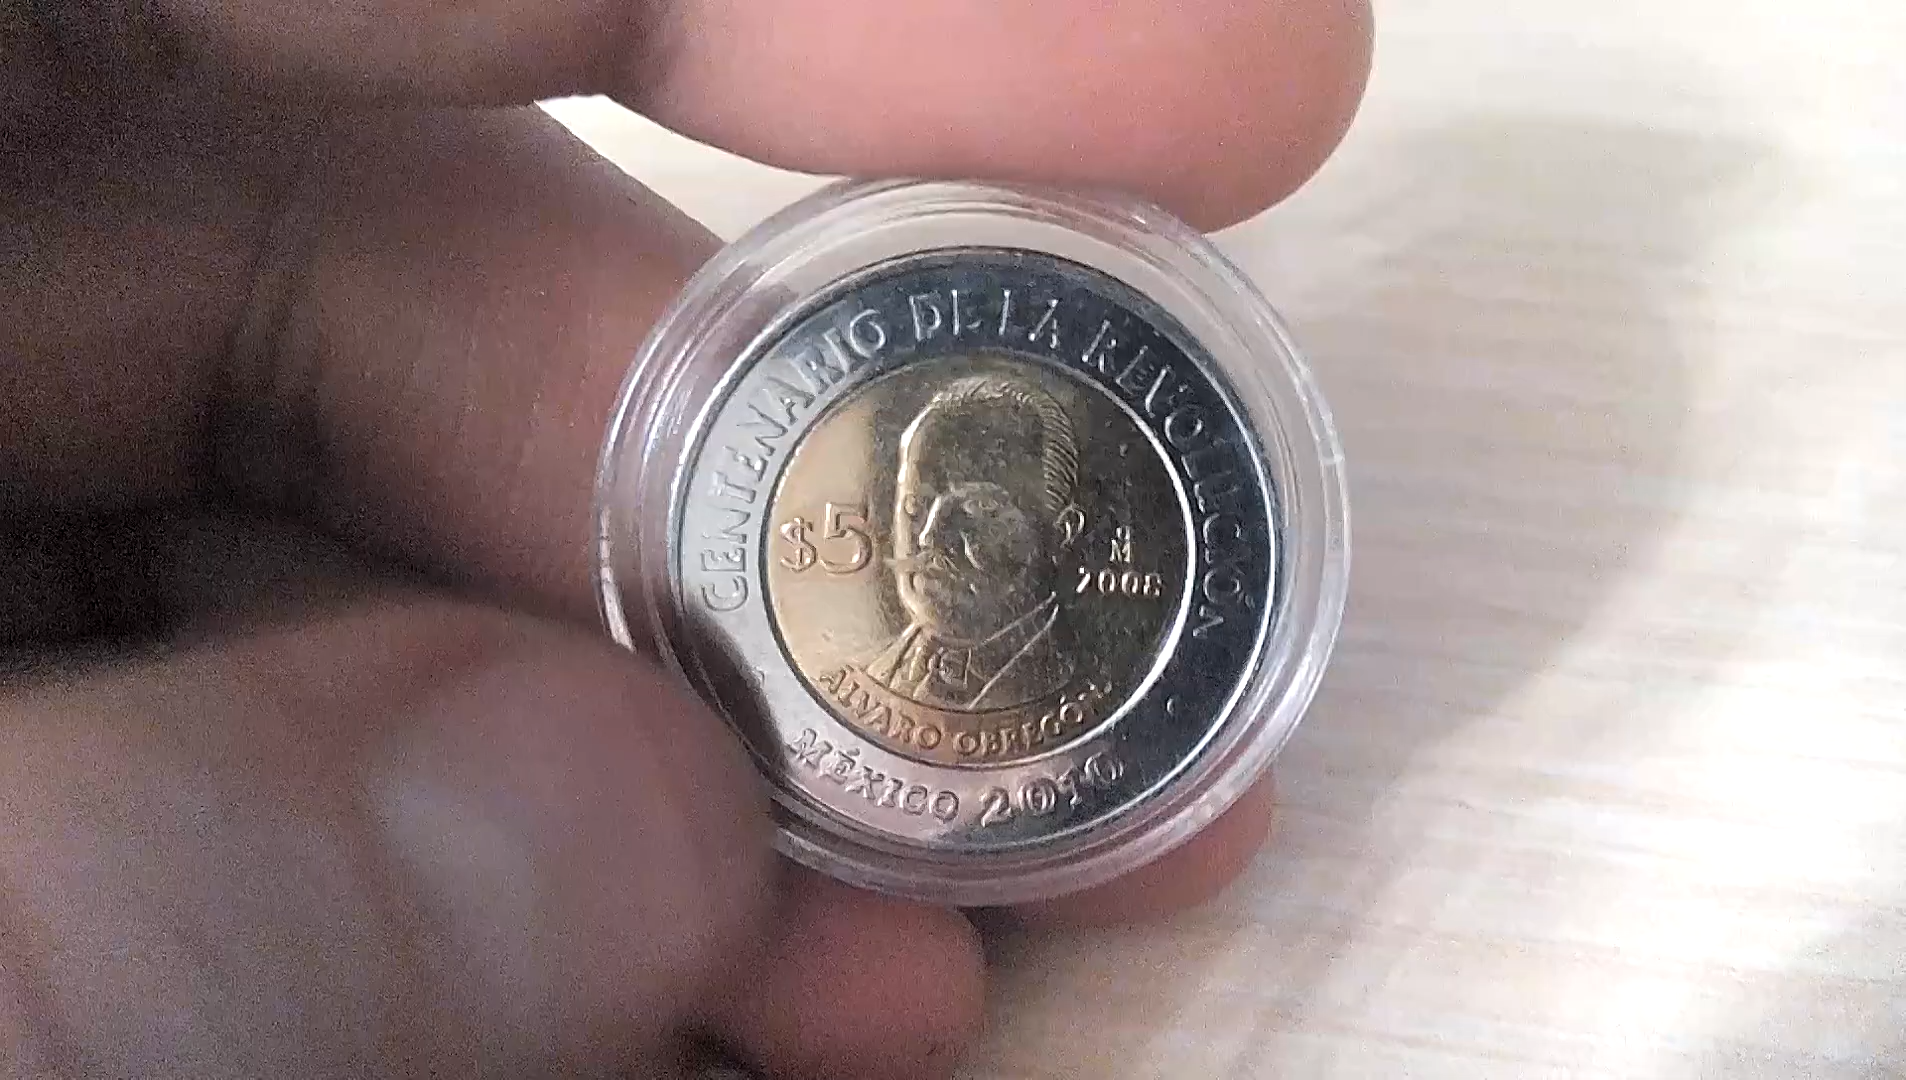 CENTENARIO DE LA REVOLUCIÓN
$5
M
2008
ÁLVARO OBREGÓN
MÉXICO 2010